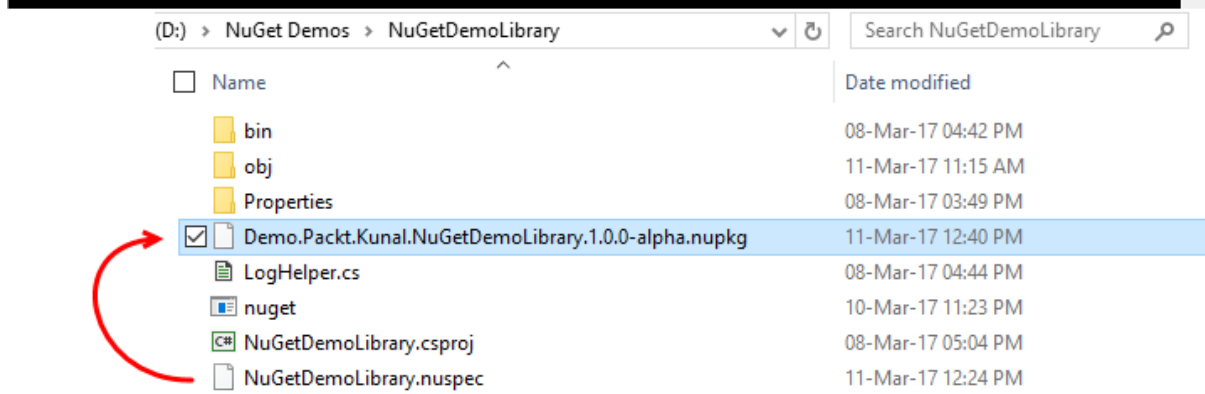 (D:) > NuGet Demos > NuGetDemoLibrary Search NuGetDemoLibrary
Name Date modified
bin 08-Mar-17 04:42 PM
obj 11-Mar-17 11:15 AM
Properties 08-Mar-17 03:49 PM
Demo.Packt.Kunal.NuGetDemoLibrary.1.0.0-alpha.nupkg 11-Mar-17 12:40 PM
LogHelper.cs 08-Mar-17 04:44 PM
nuget 10-Mar-17 11:23 PM
C# NuGetDemoLibrary.csproj 08-Mar-17 05:04 PM
NuGetDemoLibrary.nuspec 11-Mar-17 12:24 PM